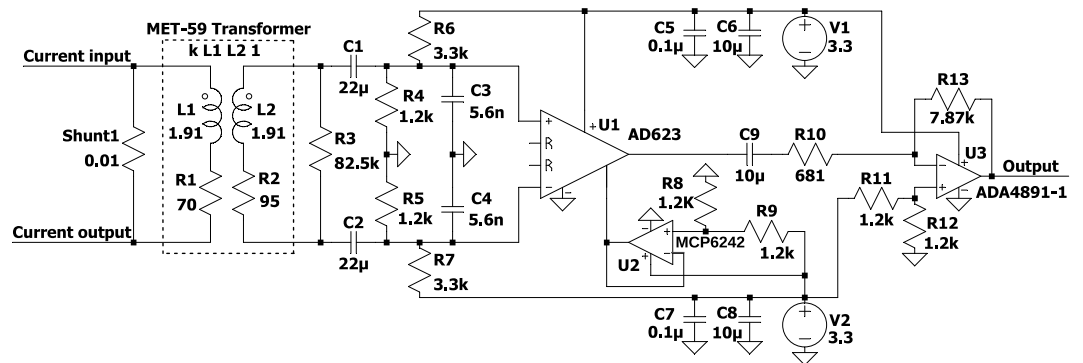 MET-59 Transformer
k L1 L2 1
Current input
Shunt1
0.01
L1
1.91
L2
1.91
R1
70
R2
95
Current output
R3
82.5k
C1
22µ
C2
22µ
R4
1.2k
R5
1.2k
R6
3.3k
R7
3.3k
C3
5.6n
C4
5.6n
+
R
R
−
+
U1
AD623
−
C5
0.1µ
C6
10µ
+
−
V1
3.3
C9
10µ
R10
681
R8
1.2K
R9
1.2k
+
−
+
−
U2
MCP6242
C7
0.1µ
C8
10µ
+
−
V2
3.3
R11
1.2k
R12
1.2k
R13
7.87k
−
+
+
−
U3
ADA4891-1
Output